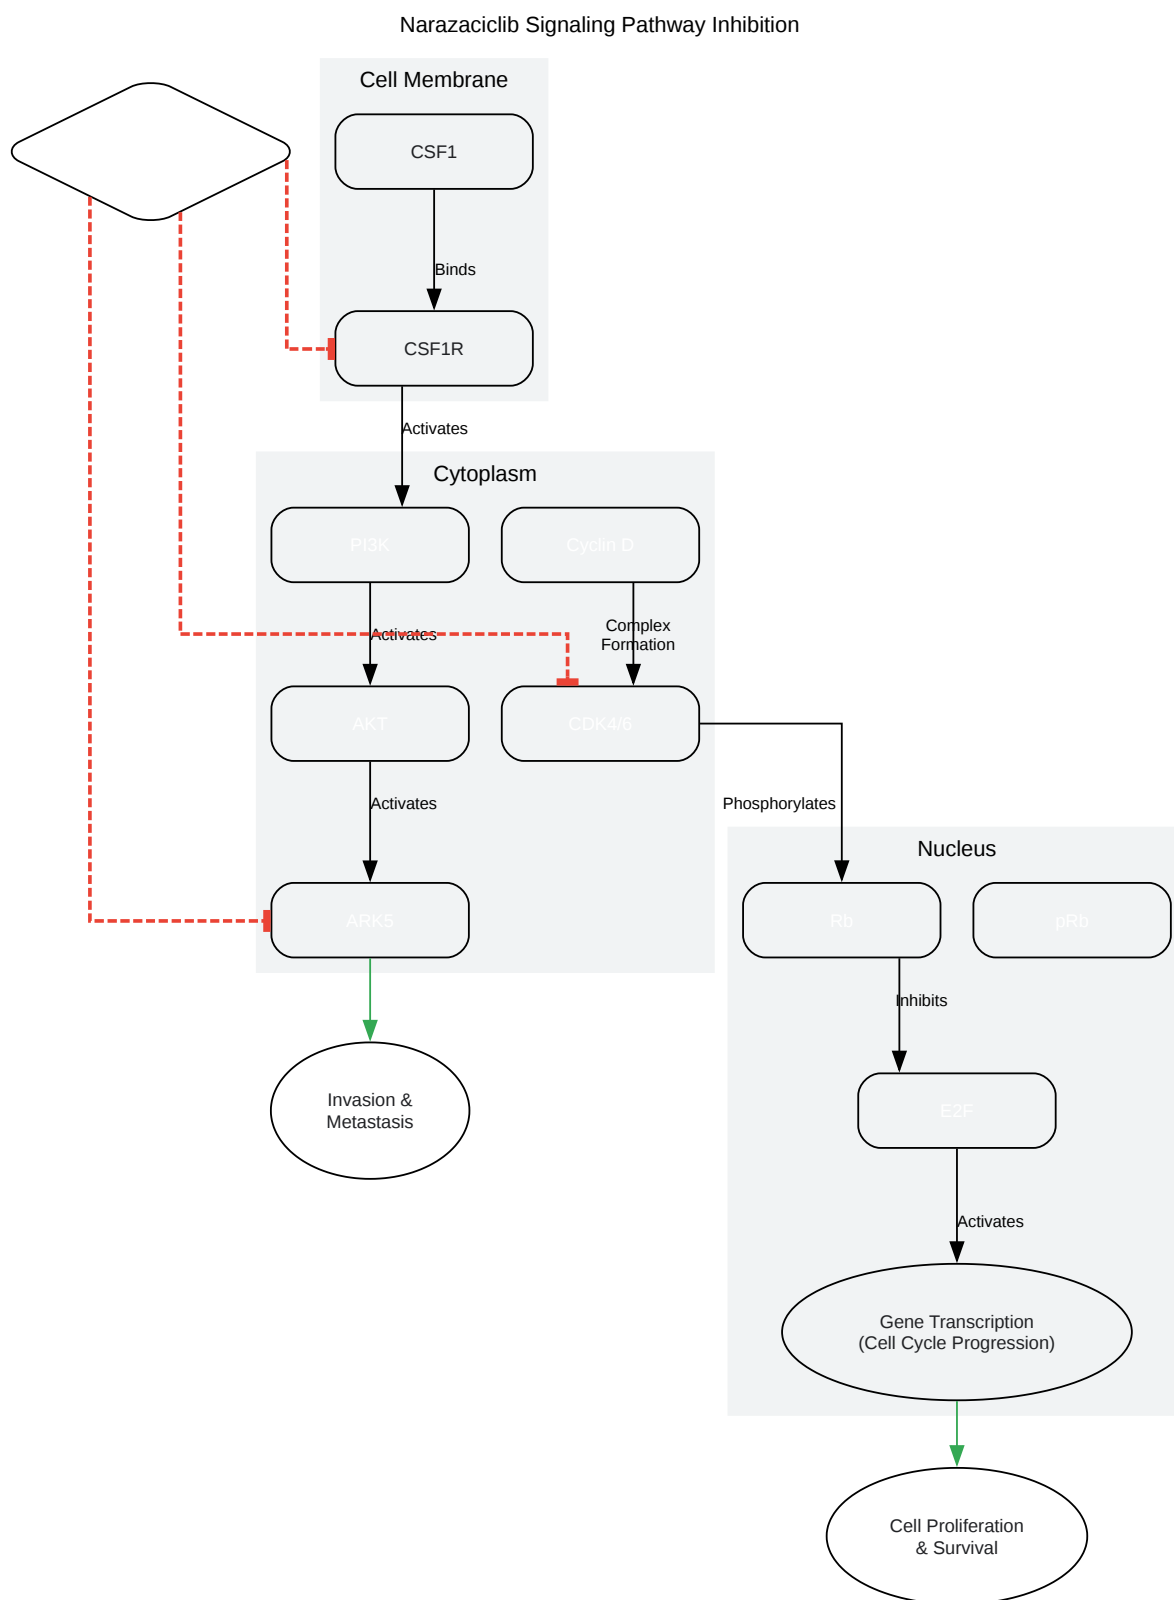 Narazaciclib Signaling Pathway Inhibition
Cell Membrane
CSF1
Binds
CSF1R
Activates
Cytoplasm
PI3K
Cyclin D
Activates
Complex
Formation
AKT
CDK4/6
Activates
Phosphorylates
Nucleus
ARK5
Rb
pRb
Inhibits
Invasion &
Metastasis
E2F
Activates
Gene Transcription
(Cell Cycle Progression)
Cell Proliferation
& Survival